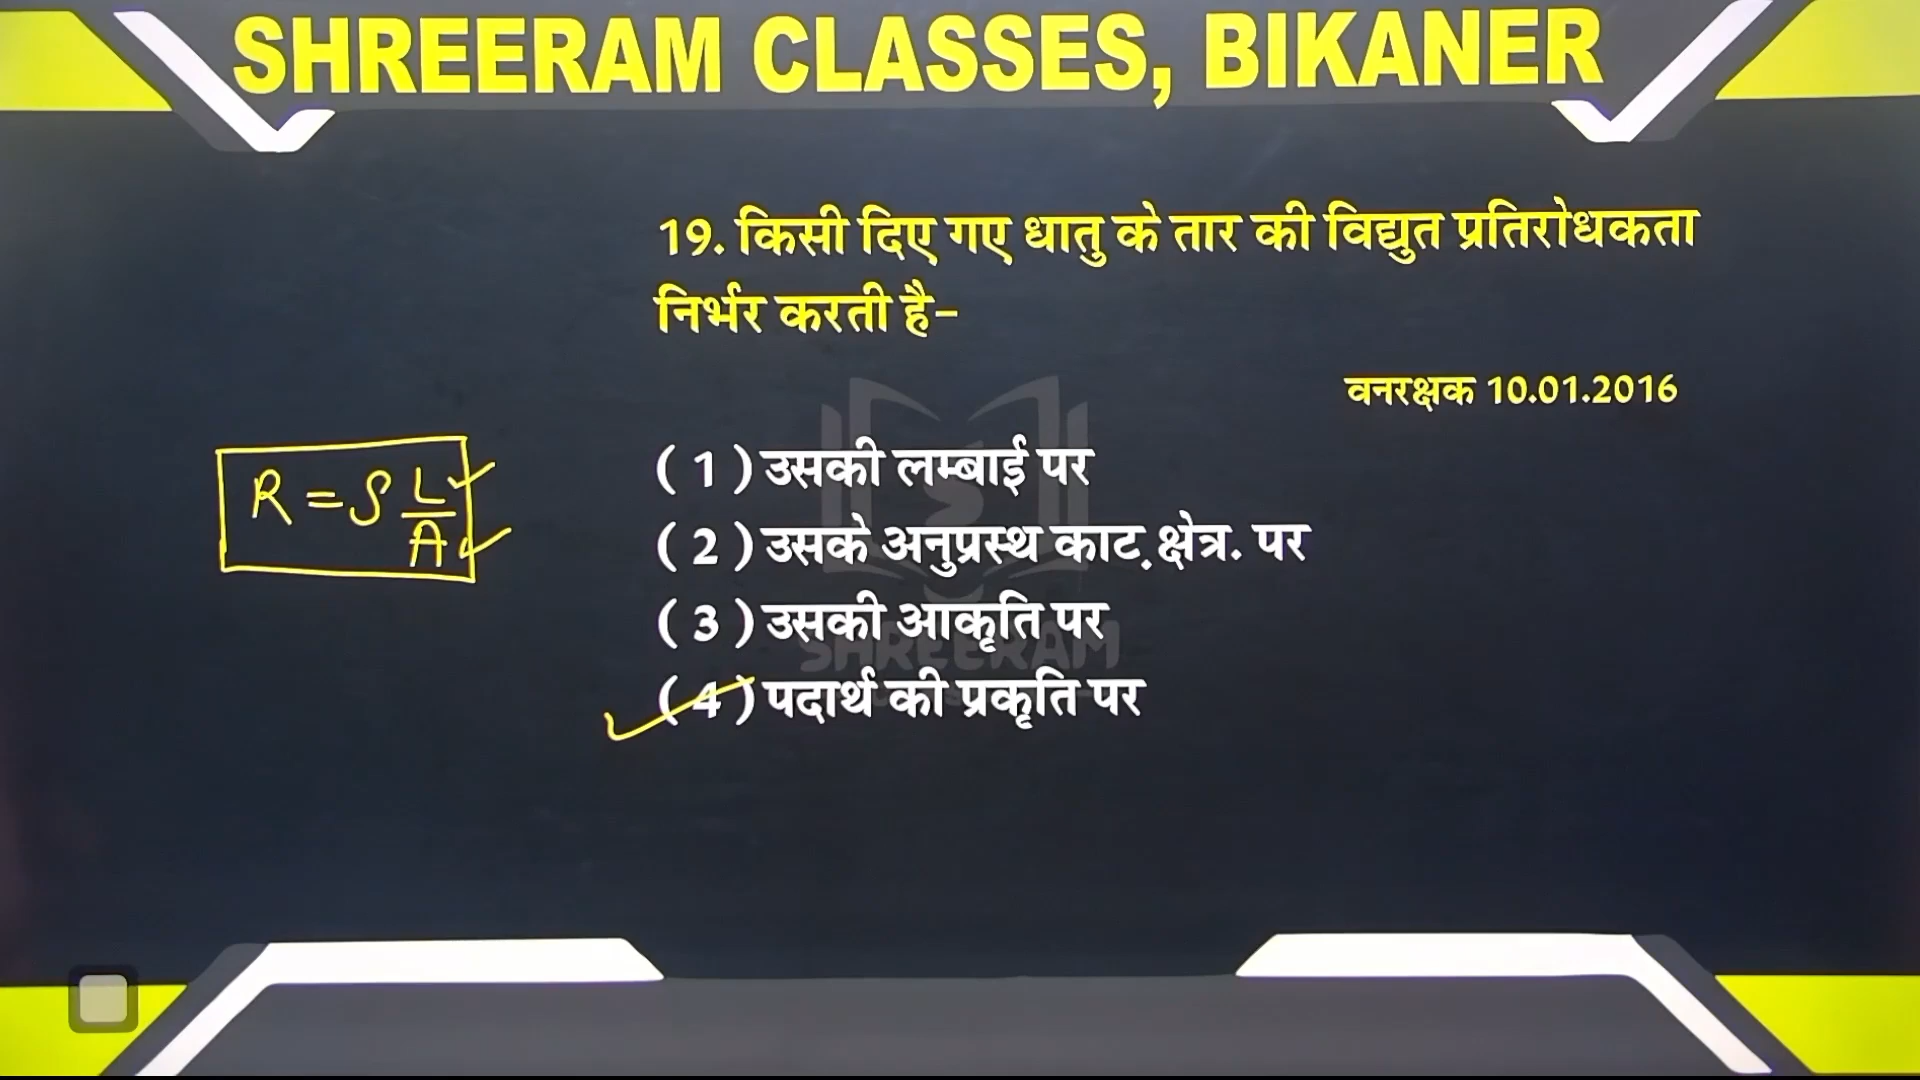 SHREERAM CLASSES, BIKANER
19. किसी दिए गए धातु के तार की विद्युत प्रतिरोधकता
निर्भर करती है-
वनरक्षक 10.01.2016
R = ρ L/A
( 1 ) उसकी लम्बाई पर
( 2 ) उसके अनुप्रस्थ काट. क्षेत्र. पर
( 3 ) उसकी आकृति पर
( 4 ) पदार्थ की प्रकृति पर
SHREERAM